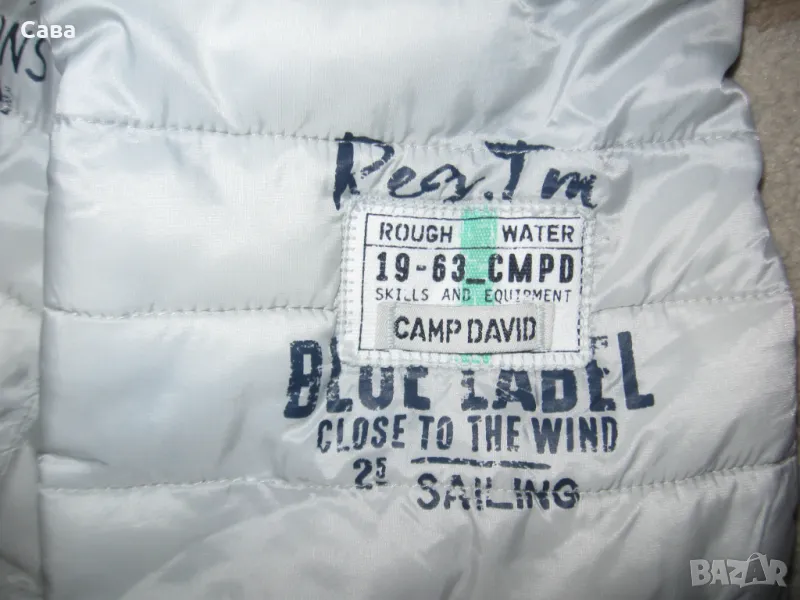 Сава
Reg. Tm
ROUGH WATER
19-63_CMPD
SKILLS AND EQUIPMENT
CAMP DAVID
BLUE LABEL
CLOSE TO THE WIND
25 SAILING
BAZAR